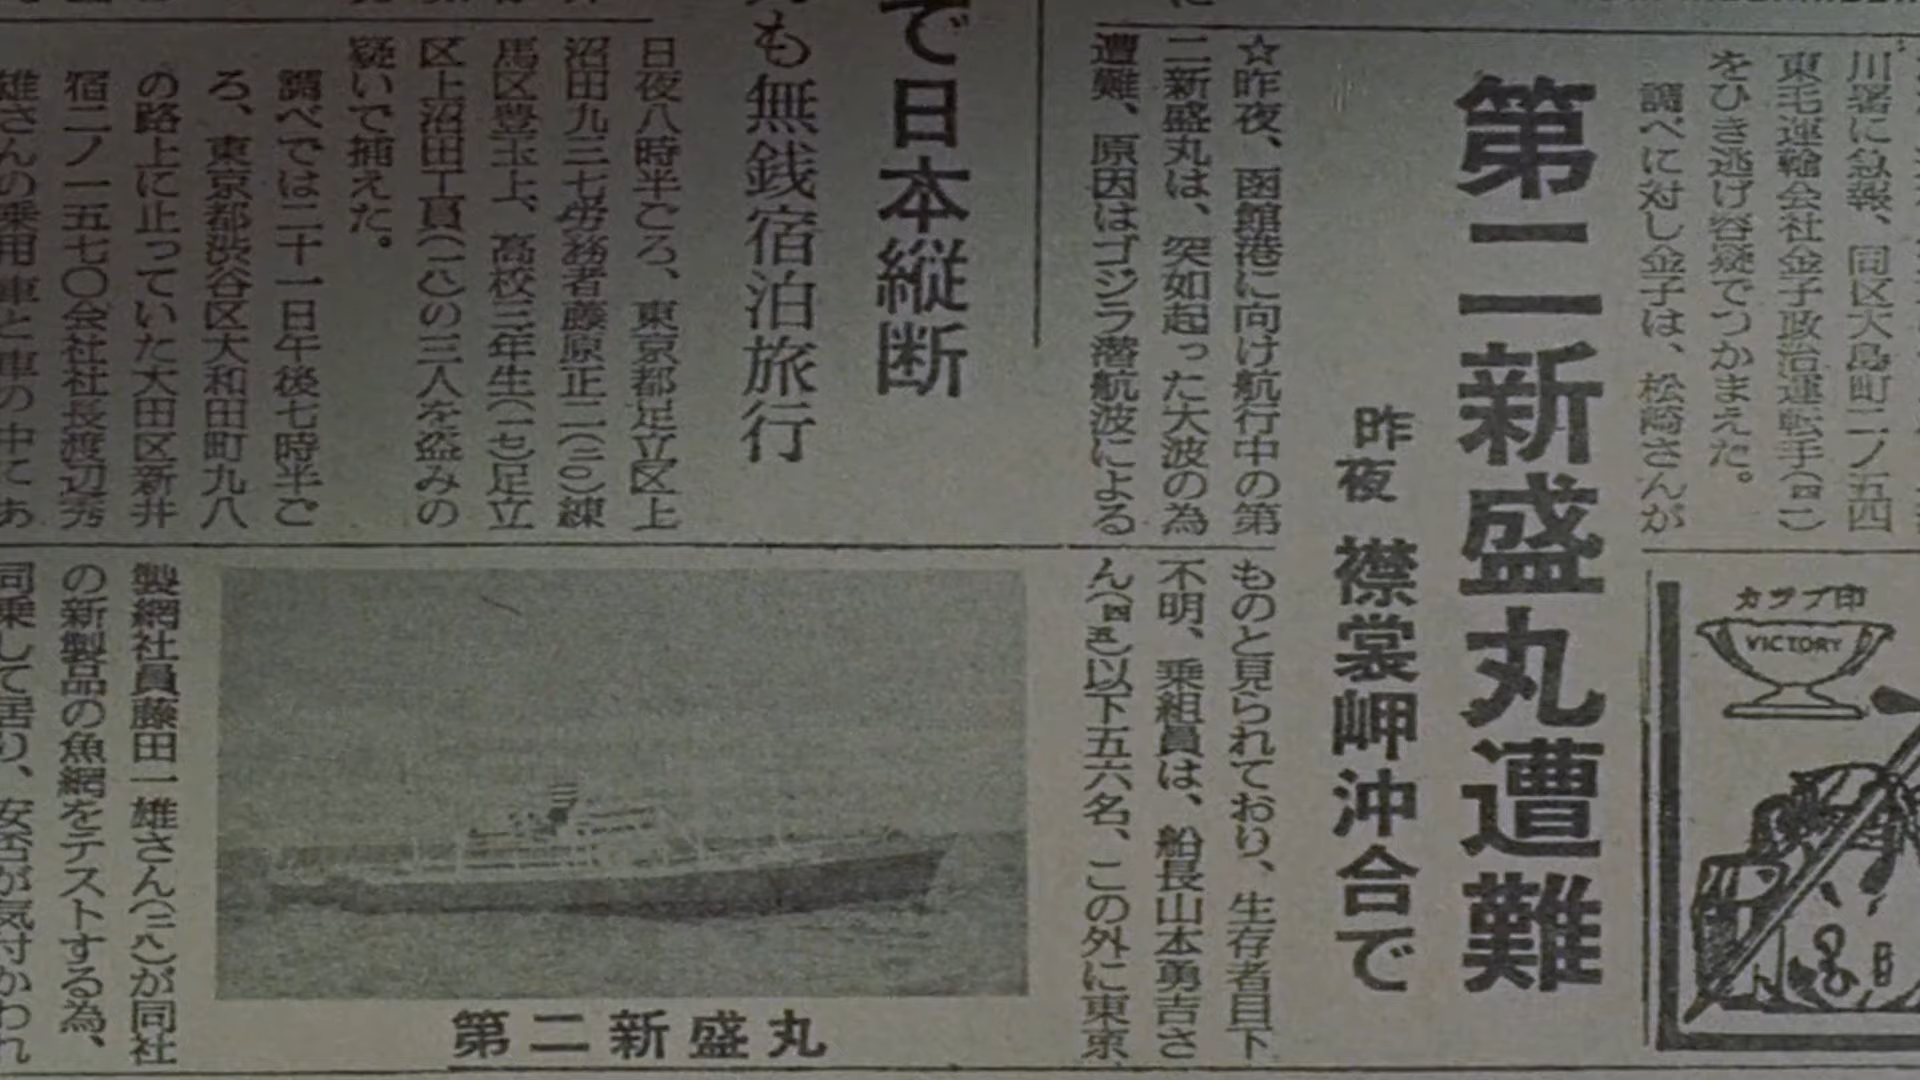 川署に急報、同区大島町二ノ五四
東毛運輸会社金子政治運転手(四二)
をひき逃げ容疑でつかまえた。
調べに対し金子は、松崎さんが
カップ印
VICTORY
第二新盛丸遭難
昨夜 襟裳岬沖合で
☆昨夜、函館港に向け航行中の第
二新盛丸は、突如起った大波の為
遭難、原因はゴジラ潜航波による
ものと見られており、生存者目下
不明、乗組員は、船長山本勇吉さ
ん(四五)以下五六名、この外に東京、
製網社員藤田一雄さん(二八)が同社
の新製品の魚網をテストする為、
同乗して居り、安否が気付かわれ
第二新盛丸
で日本縦断
も無銭宿泊旅行
日夜八時半ごろ、東京都足立区上
沼田九三七労務者藤原正二(二〇)練
馬区豊玉上、高校三年生(一七)足立
区上沼田工員(一八)の三人を盗みの
疑いで捕えた。
調べでは二十一日午後七時半ご
ろ、東京都渋谷区大和田町九八
の路上に止っていた大田区新井
宿二ノ一五七〇会社社長渡辺秀
雄さんの乗用車と車の中にあ